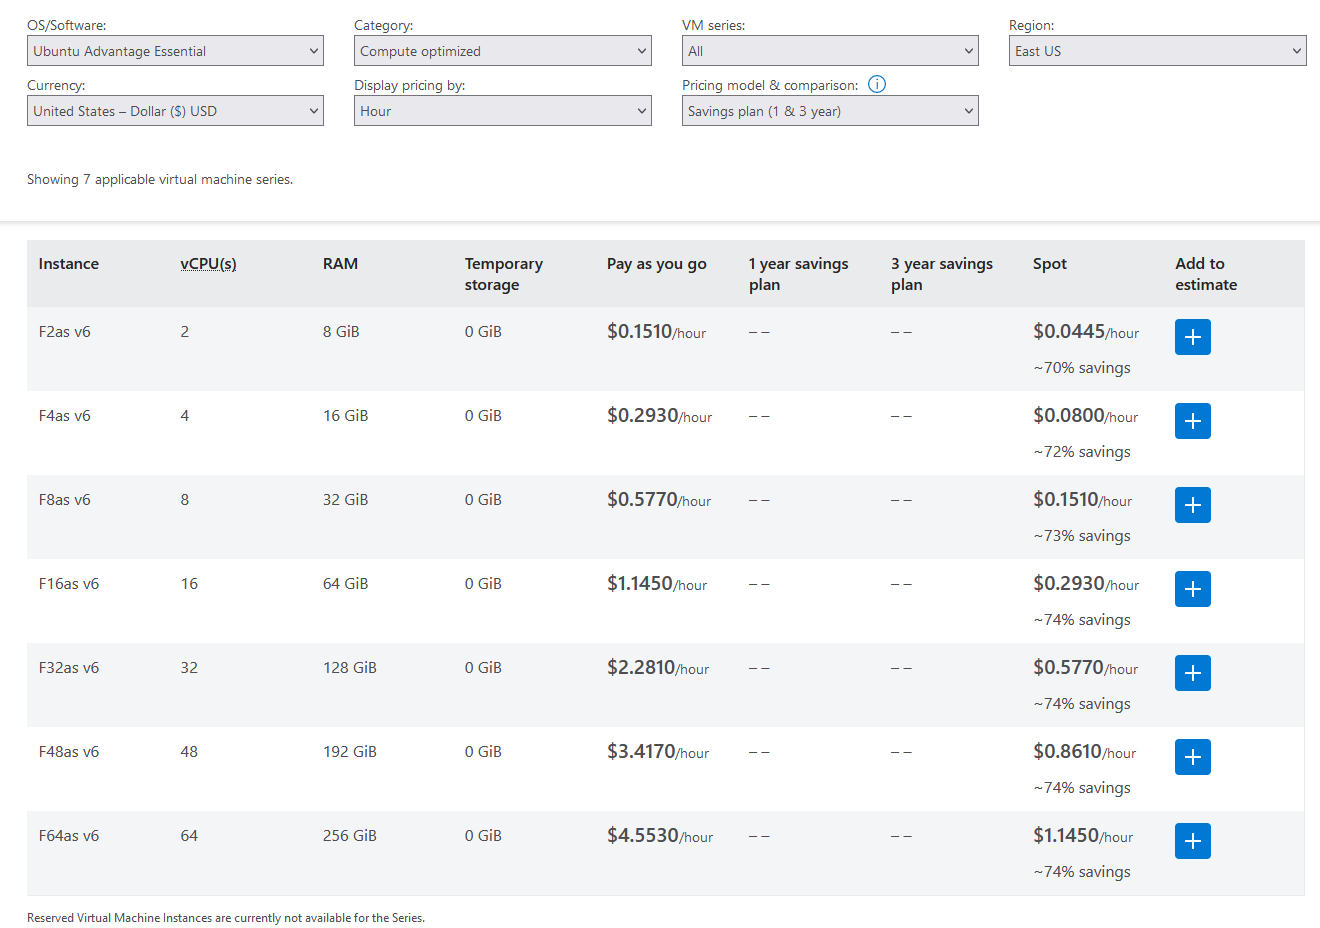 OS/Software: Category: VM series: Region:
Ubuntu Advantage Essential Compute optimized All East US
Currency: Display pricing by: Pricing model & comparison:
United States – Dollar ($) USD Hour Savings plan (1 & 3 year)
Showing 7 applicable virtual machine series.
Instance vCPU(s) RAM Temporary storage Pay as you go 1 year savings plan 3 year savings plan Spot Add to estimate
F2as v6 2 8 GiB 0 GiB $0.1510/hour – – – – $0.0445/hour
~70% savings
F4as v6 4 16 GiB 0 GiB $0.2930/hour – – – – $0.0800/hour
~72% savings
F8as v6 8 32 GiB 0 GiB $0.5770/hour – – – – $0.1510/hour
~73% savings
F16as v6 16 64 GiB 0 GiB $1.1450/hour – – – – $0.2930/hour
~74% savings
F32as v6 32 128 GiB 0 GiB $2.2810/hour – – – – $0.5770/hour
~74% savings
F48as v6 48 192 GiB 0 GiB $3.4170/hour – – – – $0.8610/hour
~74% savings
F64as v6 64 256 GiB 0 GiB $4.5530/hour – – – – $1.1450/hour
~74% savings
Reserved Virtual Machine Instances are currently not available for the Series.